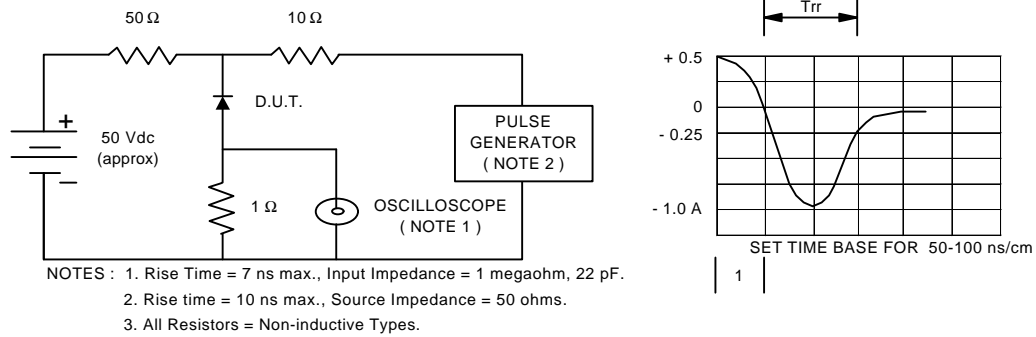 50 Ω
10 Ω
D.U.T.
+
50 Vdc
(approx)
−
1 Ω
OSCILLOSCOPE
( NOTE 1 )
PULSE
GENERATOR
( NOTE 2 )
NOTES : 1. Rise Time = 7 ns max., Input Impedance = 1 megaohm, 22 pF.
2. Rise time = 10 ns max., Source Impedance = 50 ohms.
3. All Resistors = Non-inductive Types.
Trr
+ 0.5
0
- 0.25
- 1.0 A
SET TIME BASE FOR 50-100 ns/cm
1